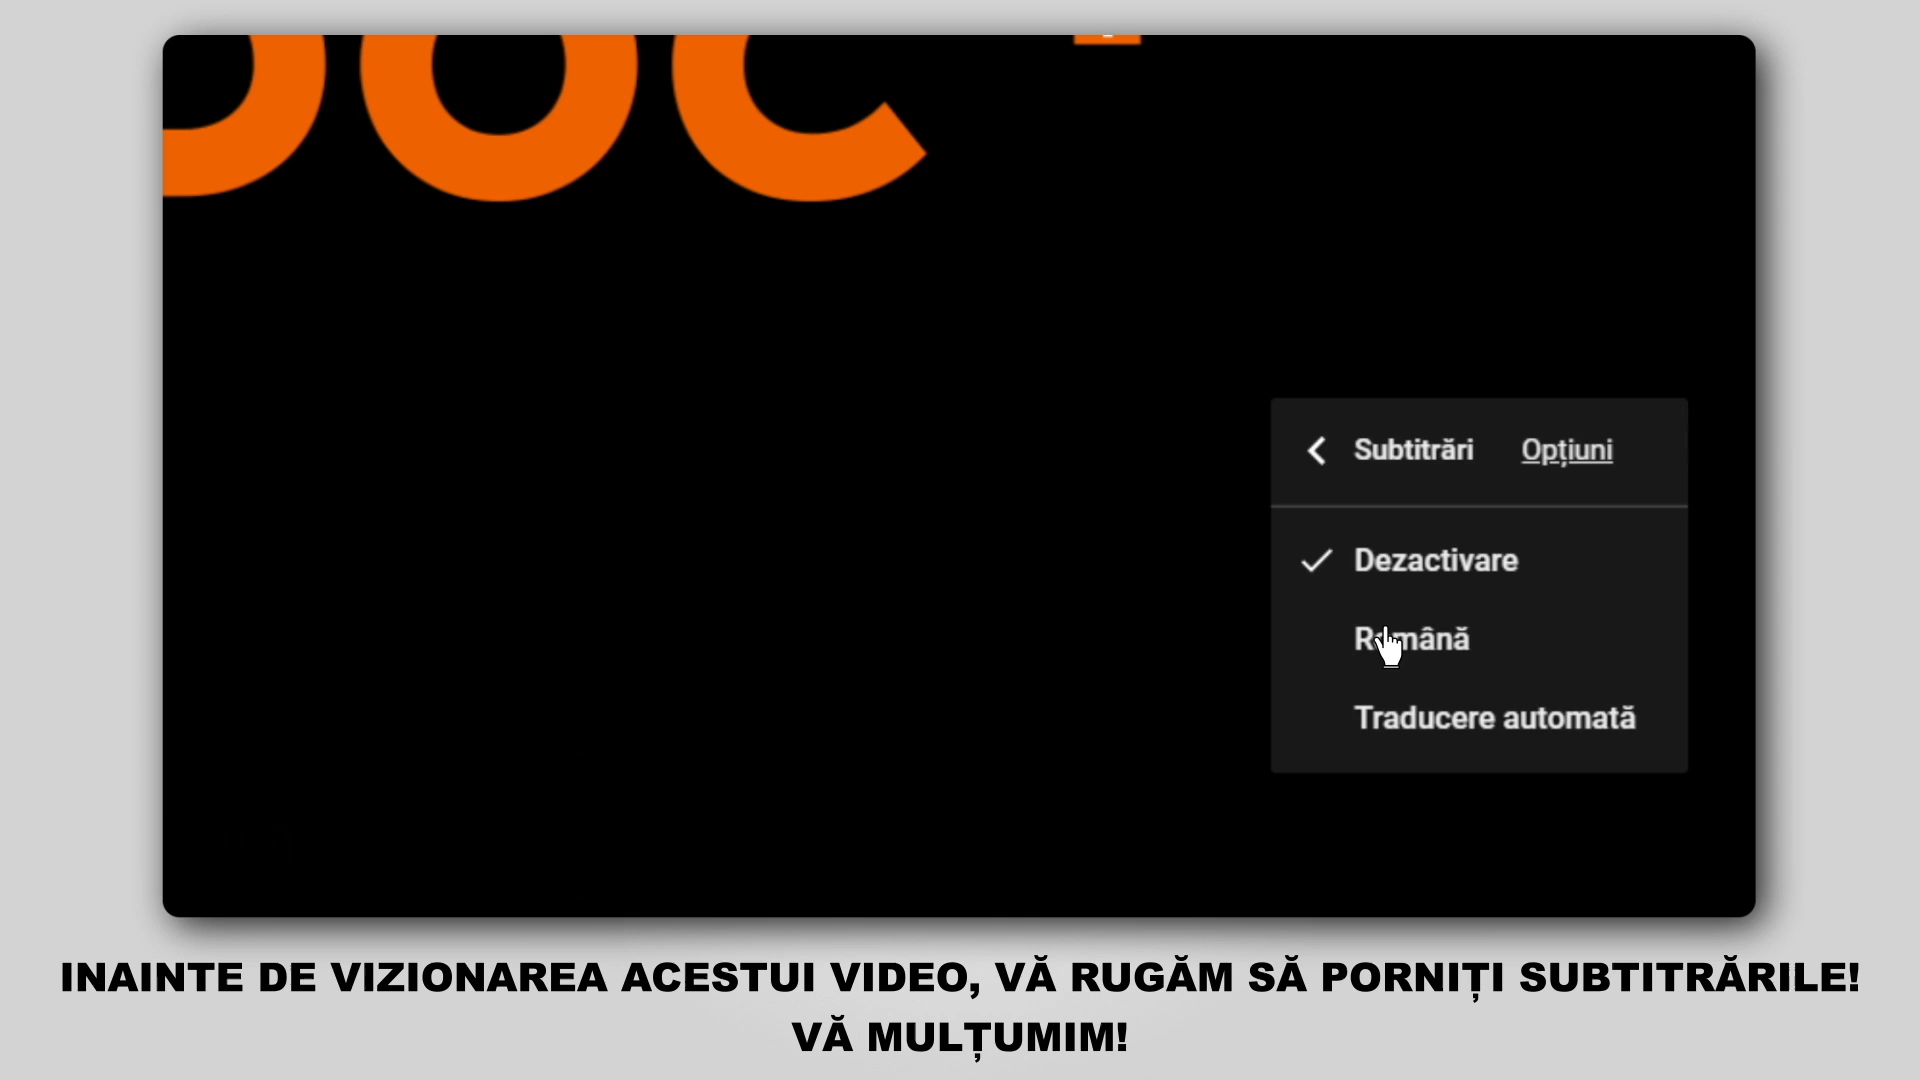 Subtitrări Opțiuni
Dezactivare
Română
Traducere automată
INAINTE DE VIZIONAREA ACESTUI VIDEO, VĂ RUGĂM SĂ PORNIȚI SUBTITRĂRILE!
VĂ MULȚUMIM!